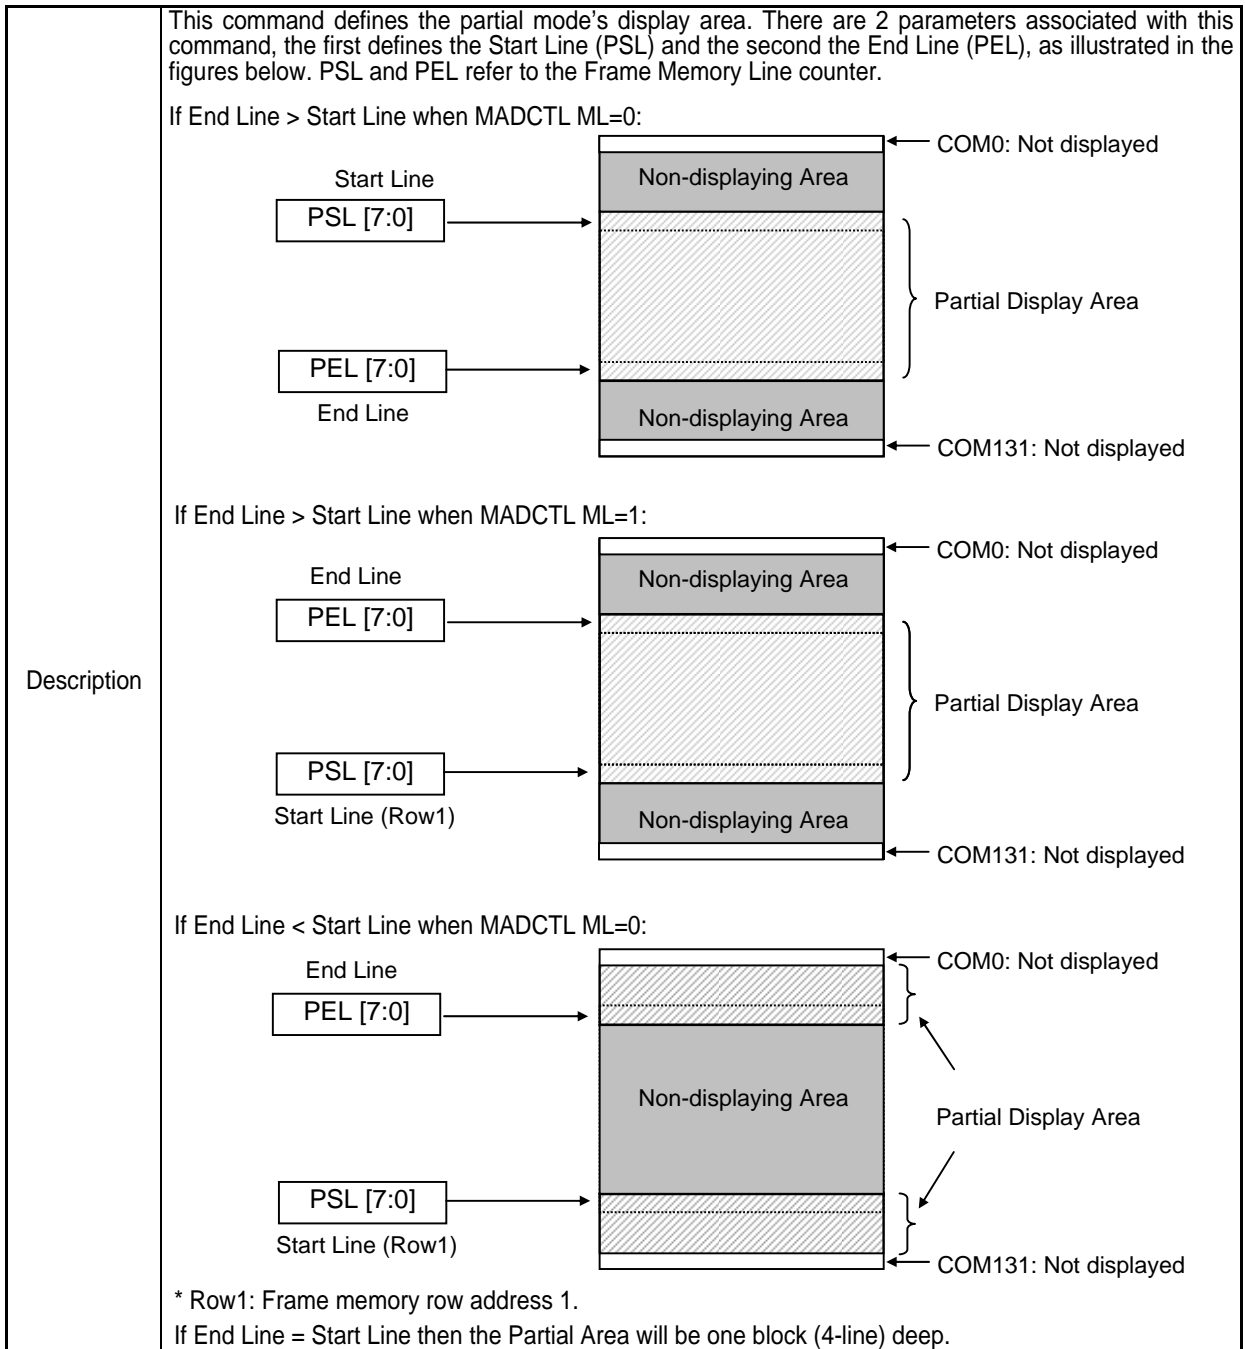 This command defines the partial mode's display area. There are 2 parameters associated with this
command, the first defines the Start Line (PSL) and the second the End Line (PEL), as illustrated in the
figures below. PSL and PEL refer to the Frame Memory Line counter.
If End Line > Start Line when MADCTL ML=0:
COM0: Not displayed
Start Line
Non-displaying Area
PSL [7:0]
Partial Display Area
PEL [7:0]
End Line
Non-displaying Area
COM131: Not displayed
If End Line > Start Line when MADCTL ML=1:
COM0: Not displayed
End Line
Non-displaying Area
PEL [7:0]
Description
Partial Display Area
PSL [7:0]
Start Line (Row1)
Non-displaying Area
COM131: Not displayed
If End Line < Start Line when MADCTL ML=0:
COM0: Not displayed
End Line
PEL [7:0]
Non-displaying Area
Partial Display Area
PSL [7:0]
Start Line (Row1)
COM131: Not displayed
* Row1: Frame memory row address 1.
If End Line = Start Line then the Partial Area will be one block (4-line) deep.